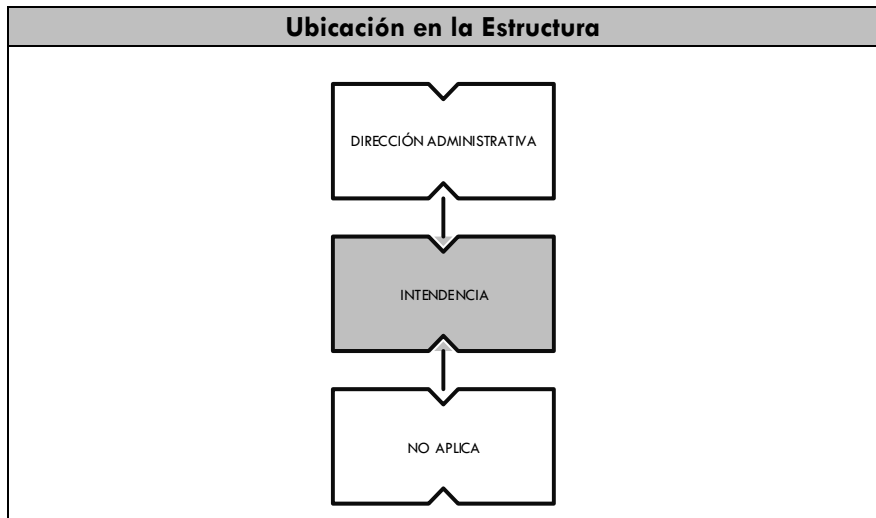 Ubicación en la Estructura
DIRECCIÓN ADMINISTRATIVA
INTENDENCIA
NO APLICA